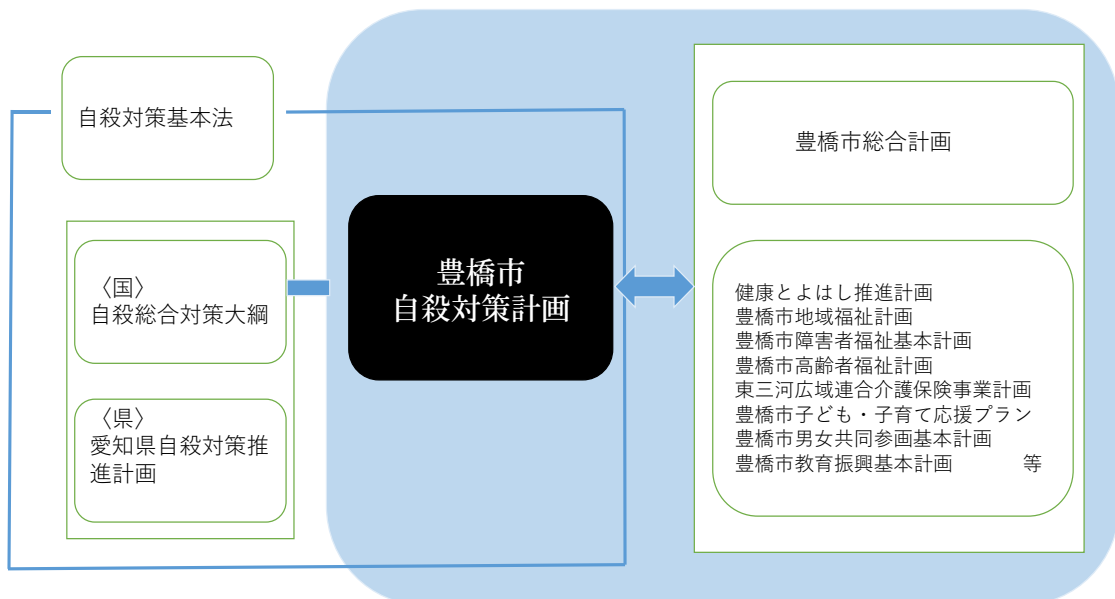 自殺対策基本法
〈国〉
自殺総合対策大綱
〈県〉
愛知県自殺対策推
進計画
豊橋市
自殺対策計画
豊橋市総合計画
健康とよはし推進計画
豊橋市地域福祉計画
豊橋市障害者福祉基本計画
豊橋市高齢者福祉計画
東三河広域連合介護保険事業計画
豊橋市子ども・子育て応援プラン
豊橋市男女共同参画基本計画
豊橋市教育振興基本計画　　　等